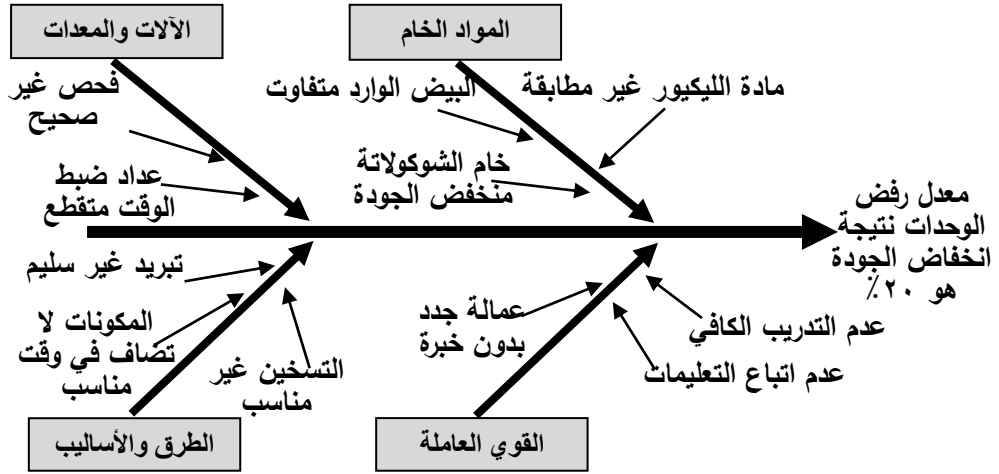 المواد الخام
الآلات والمعدات
مادة الليكيور غير مطابقة
البيض الوارد متفاوت
خام الشوكولاتة
منخفض الجودة
فحص غير
صحيح
عداد ضبط
الوقت متقطع
معدل رفض
الوحدات نتيجة
انخفاض الجودة
هو ٢٠٪
عدم التدريب الكافي
عدم اتباع التعليمات
عمالة جدد
بدون خبرة
تبريد غير سليم
المكونات لا
تضاف في وقت
مناسب
التسخين غير
مناسب
القوي العاملة
الطرق والأساليب